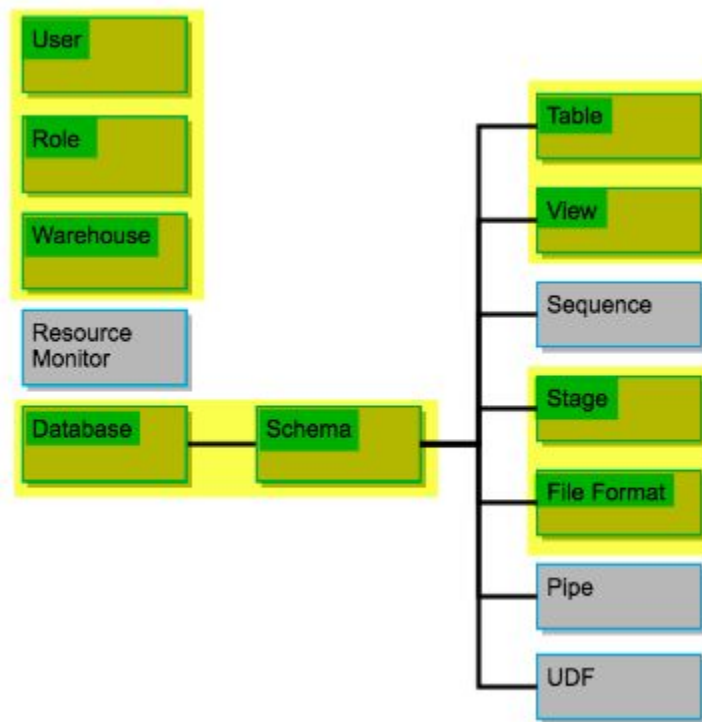 User
Role
Warehouse
Resource
Monitor
Database
Schema
Table
View
Sequence
Stage
File Format
Pipe
UDF